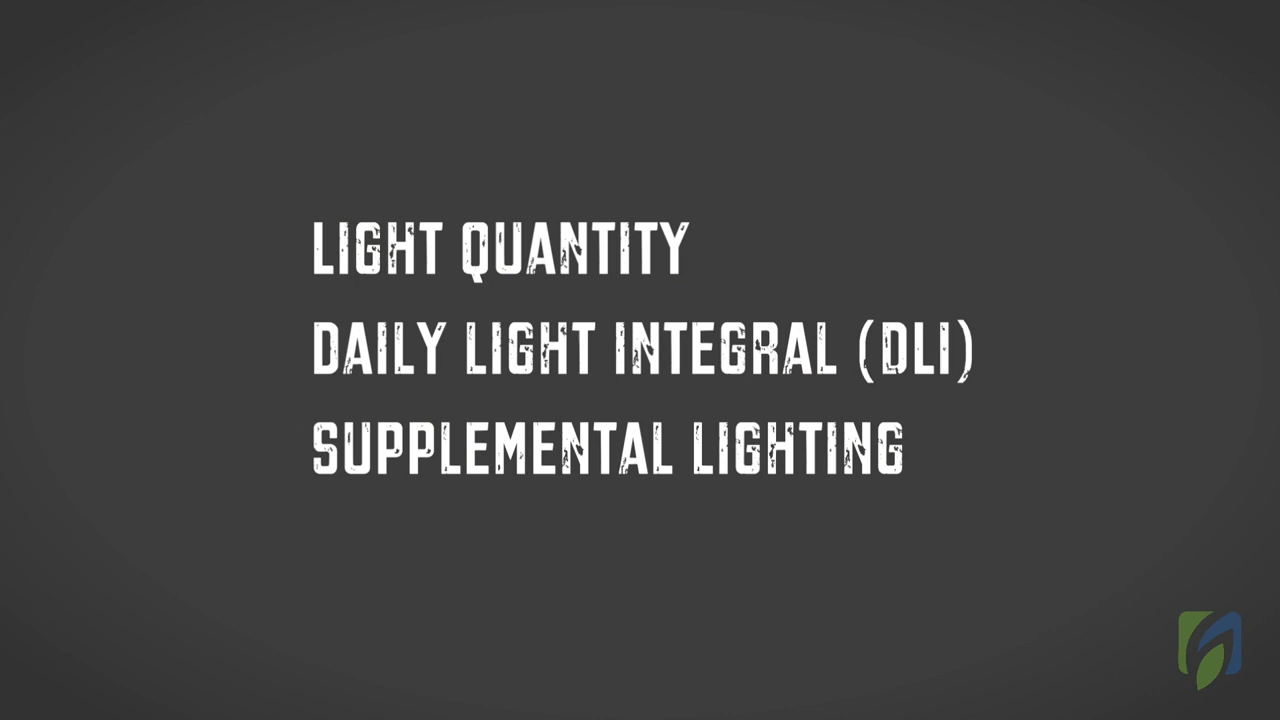 LIGHT QUANTITY
DAILY LIGHT INTEGRAL (DLI)
SUPPLEMENTAL LIGHTING